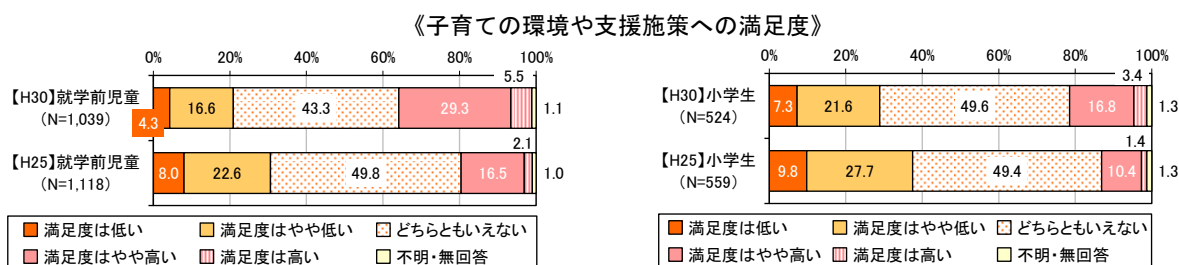 《子育ての環境や支援施策への満足度》
0% 20% 40% 60% 80% 100%
5.5
【H30】就学前児童
(N=1,039)
4.3 16.6 43.3 29.3 1.1
2.1
【H25】就学前児童
(N=1,118)
8.0 22.6 49.8 16.5 1.0
満足度は低い 満足度はやや低い どちらともいえない
満足度はやや高い 満足度は高い 不明・無回答
0% 20% 40% 60% 80% 100%
3.4
【H30】小学生
(N=524)
7.3 21.6 49.6 16.8 1.3
1.4
【H25】小学生
(N=559)
9.8 27.7 49.4 10.4 1.3
満足度は低い 満足度はやや低い どちらともいえない
満足度はやや高い 満足度は高い 不明・無回答